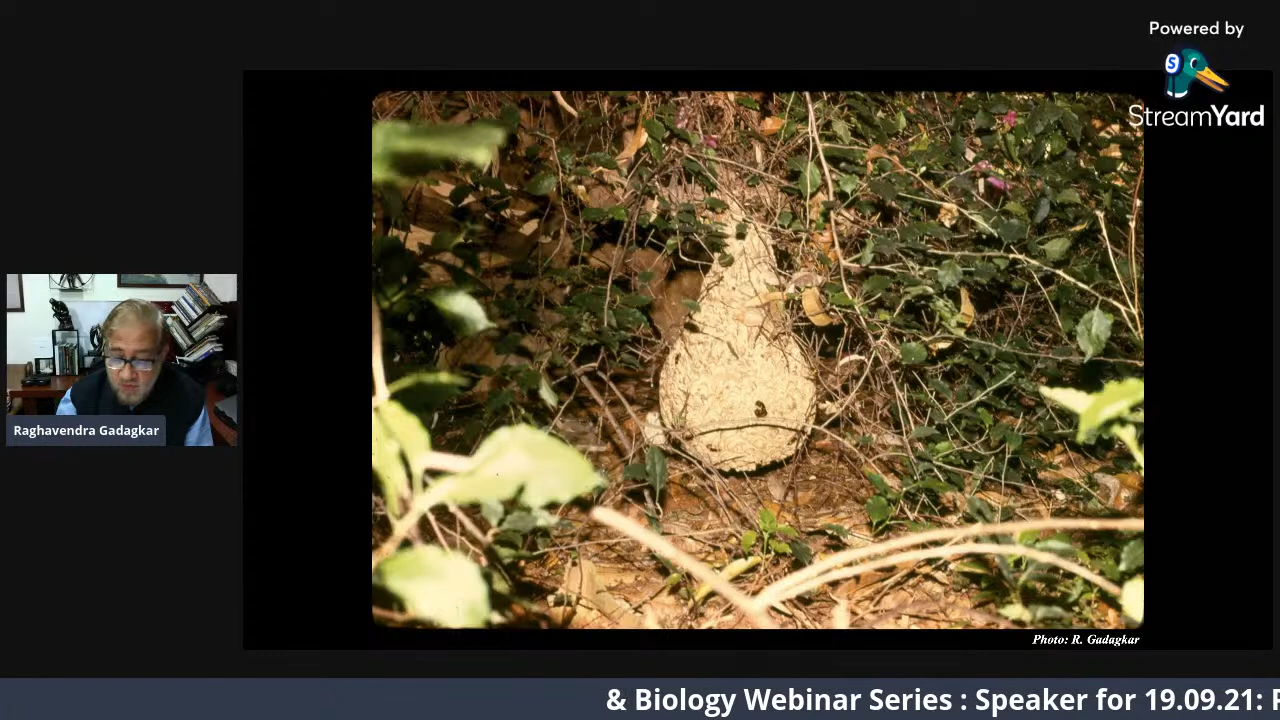 Powered by
S
StreamYard
Raghavendra Gadagkar
Photo: R. Gadagkar
& Biology Webinar Series : Speaker for 19.09.21: